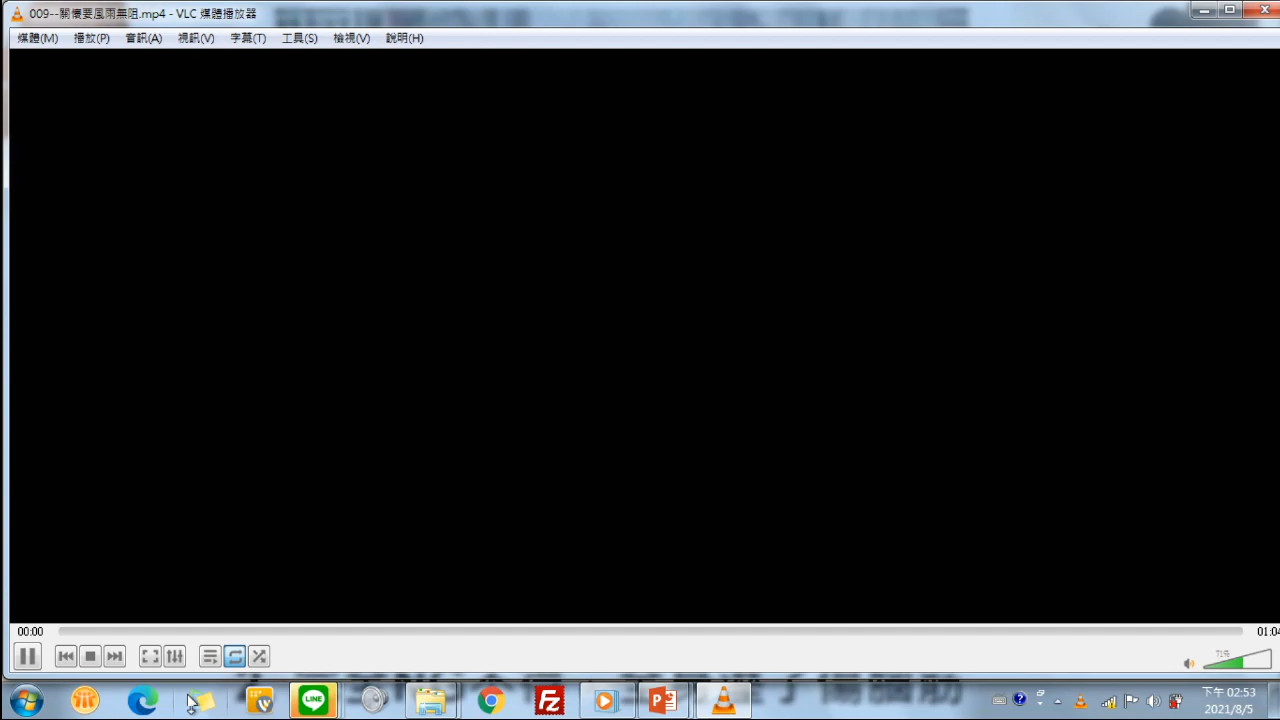 009--關懷要風雨無阻.mp4 - VLC 媒體播放器
媒體(M) 播放(P) 音訊(A) 視訊(V) 字幕(T) 工具(S) 檢視(V) 說明(H)
00:00
01:04
71%
LINE
下午 02:53
2021/8/5